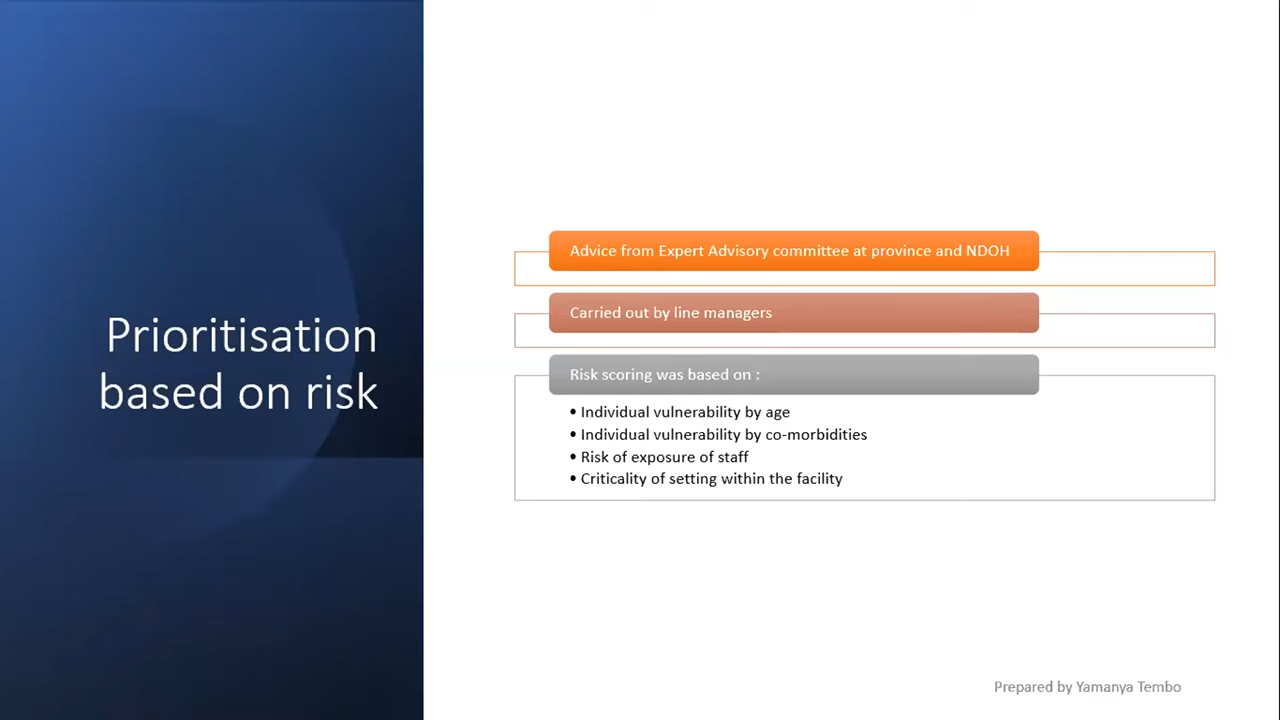 Prioritisation
based on risk
Advice from Expert Advisory committee at province and NDOH
Carried out by line managers
Risk scoring was based on :
• Individual vulnerability by age
• Individual vulnerability by co-morbidities
• Risk of exposure of staff
• Criticality of setting within the facility
Prepared by Yamanya Tembo